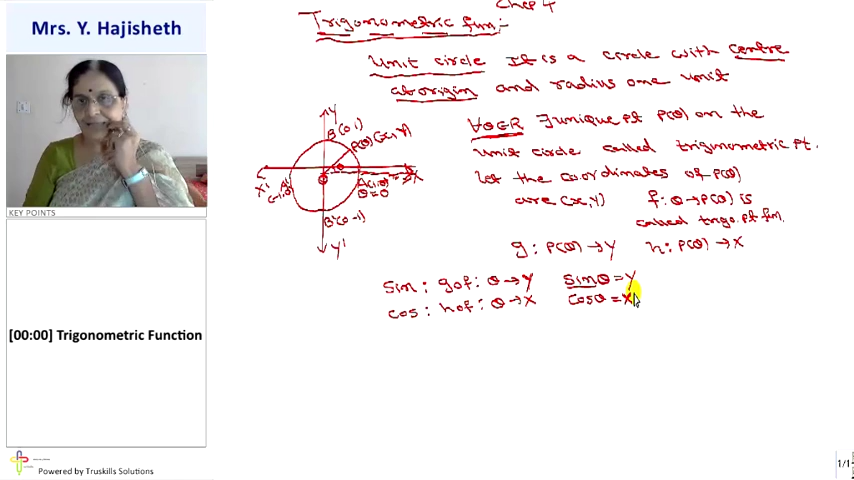 Mrs. Y. Hajisheth
KEY POINTS
[00:00] Trigonometric Function
Powered by Truskills Solutions
Chap 4
Trigonometric fun:-
Unit circle It is a circle with centre
at origin and radius one unit
∀θ∈R ∃ unique pt P(θ) on the
unit circle called trigonometric pt.
let the coordinates of P(θ)
are (x,y) f: θ→P(θ) is
called trigo. pt fun.
g: P(θ)→y h: P(θ)→x
Sin: gof: θ→y Sinθ=y
Cos: hof: θ→x Cosθ=x
Y
B(0,1)
P(θ)(x,y)
X'
A'(-1,0)
A(1,0)
X
θ=0
B'(0-1)
Y'
1/1